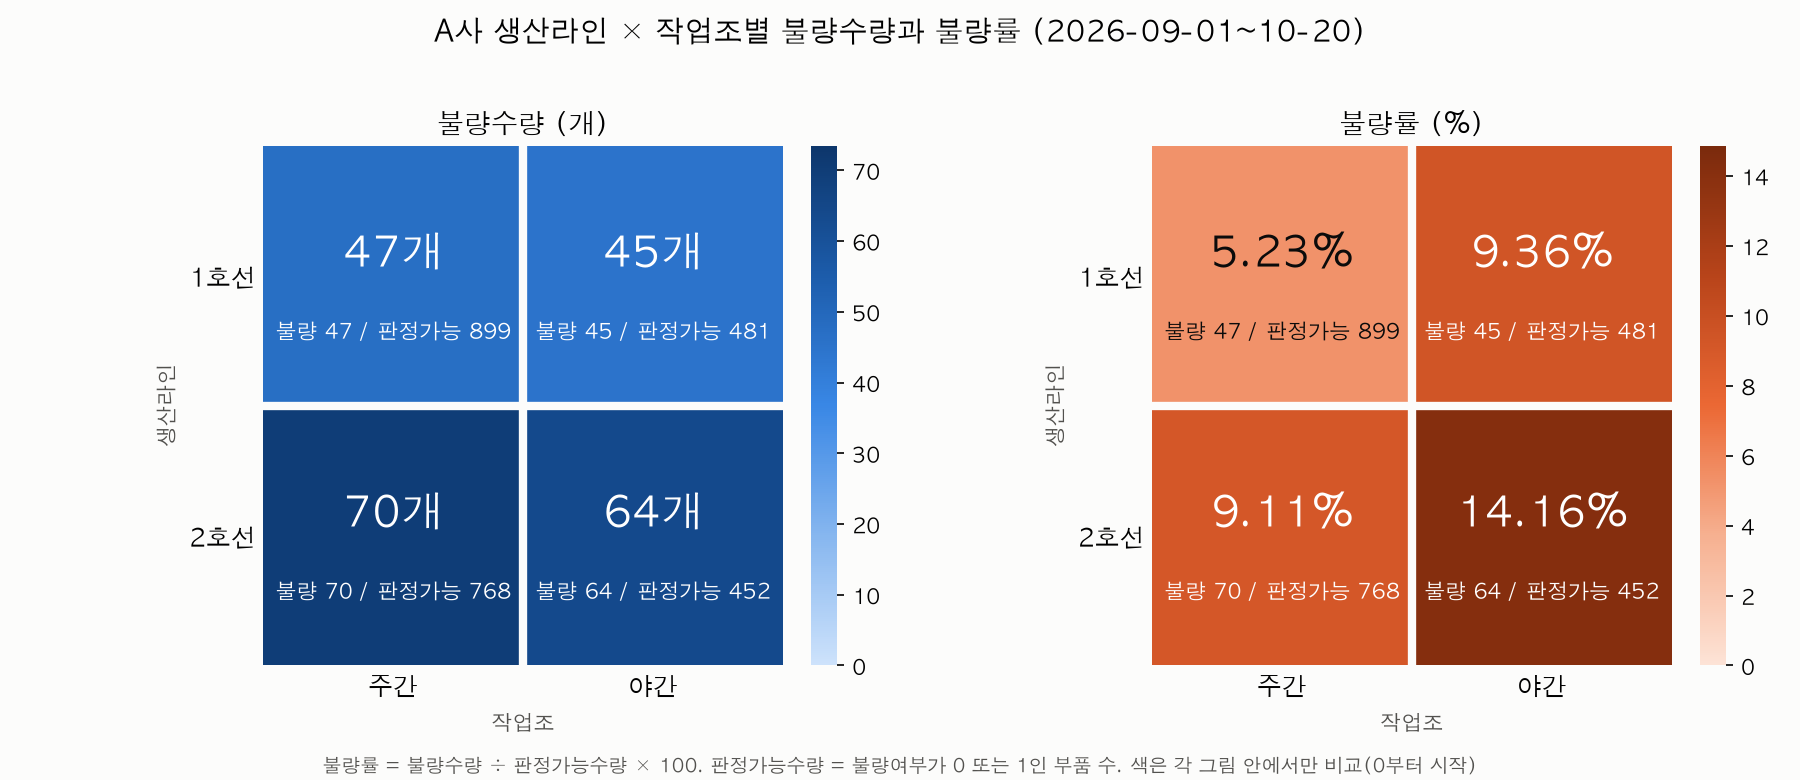 A사 생산라인 × 작업조별 불량수량과 불량률 (2026-09-01~10-20)
불량수량 (개)
47개
45개
불량 47 / 판정가능 899
불량 45 / 판정가능 481
70개
64개
불량 70 / 판정가능 768
불량 64 / 판정가능 452
1호선
2호선
생산라인
주간
야간
작업조
70
60
50
40
30
20
10
0
불량률 (%)
5.23%
9.36%
불량 47 / 판정가능 899
불량 45 / 판정가능 481
9.11%
14.16%
불량 70 / 판정가능 768
불량 64 / 판정가능 452
1호선
2호선
생산라인
주간
야간
작업조
14
12
10
8
6
4
2
0
불량률 = 불량수량 ÷ 판정가능수량 × 100. 판정가능수량 = 불량여부가 0 또는 1인 부품 수. 색은 각 그림 안에서만 비교(0부터 시작)